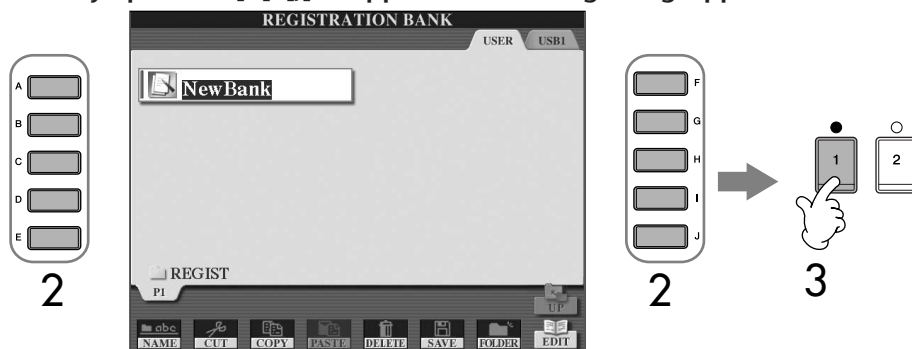 REGISTRATION BANK
USER USB1
NewBank
A
B
C
D
E
F
G
H
I
J
2
2
1
2
3
REGIST
P1
UP
abc
NAME CUT COPY PASTE DELETE SAVE FOLDER EDIT